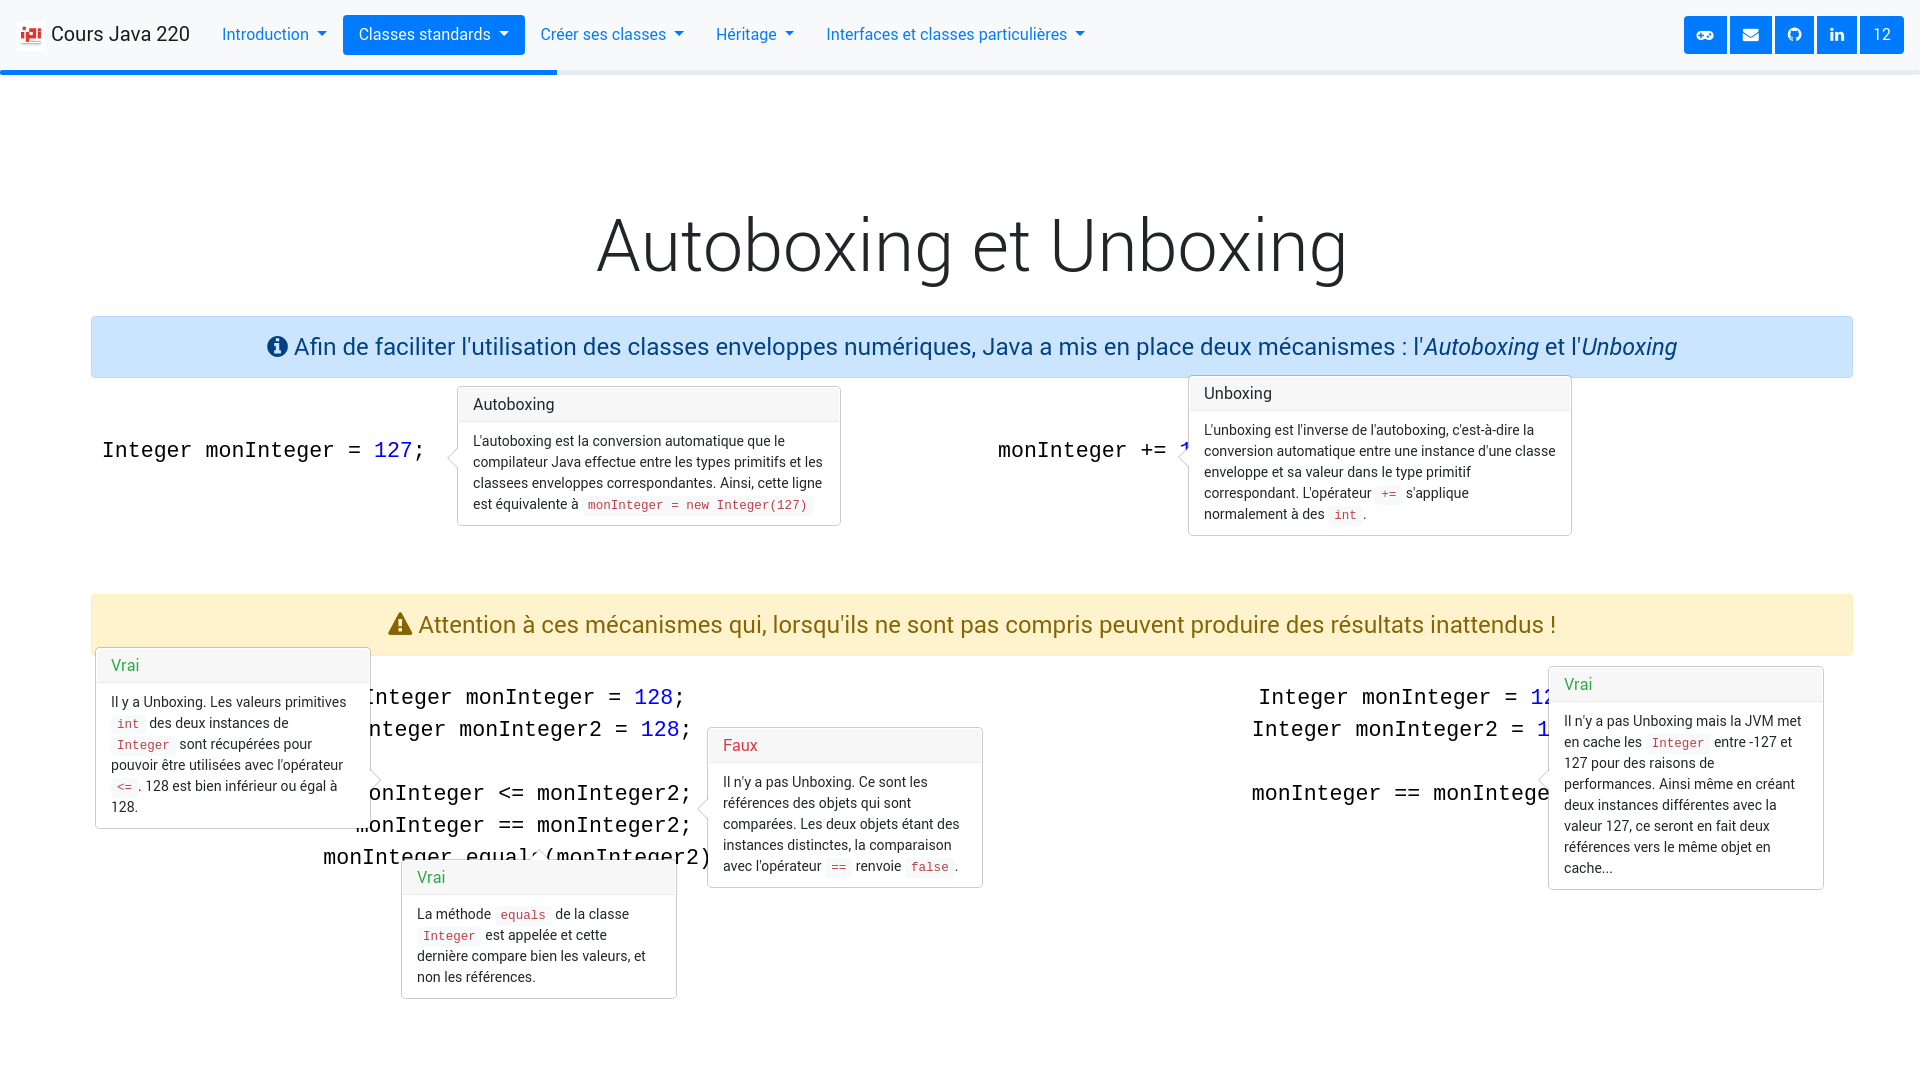 Cours Java 220
Introduction
Classes standards
Créer ses classes
Héritage
Interfaces et classes particulières
12
Autoboxing et Unboxing
Afin de faciliter l'utilisation des classes enveloppes numériques, Java a mis en place deux mécanismes : l'Autoboxing et l'Unboxing
Integer monInteger = 127;
Autoboxing
L'autoboxing est la conversion automatique que le
compilateur Java effectue entre les types primitifs et les
classees enveloppes correspondantes. Ainsi, cette ligne
est équivalente à monInteger = new Integer(127)
monInteger +=
Unboxing
L'unboxing est l'inverse de l'autoboxing, c'est-à-dire la
conversion automatique entre une instance d'une classe
enveloppe et sa valeur dans le type primitif
correspondant. L'opérateur += s'applique
normalement à des int .
Attention à ces mécanismes qui, lorsqu'ils ne sont pas compris peuvent produire des résultats inattendus !
Vrai
Il y a Unboxing. Les valeurs primitives
int des deux instances de
Integer sont récupérées pour
pouvoir être utilisées avec l'opérateur
<= . 128 est bien inférieur ou égal à
128.
Integer monInteger = 128;
Integer monInteger2 = 128;
monInteger <= monInteger2;
monInteger == monInteger2;
monInteger equals(monInteger2)
Faux
Il n'y a pas Unboxing. Ce sont les
références des objets qui sont
comparées. Les deux objets étant des
instances distinctes, la comparaison
avec l'opérateur == renvoie false .
Vrai
La méthode equals de la classe
Integer est appelée et cette
dernière compare bien les valeurs, et
non les références.
Integer monInteger =
Integer monInteger2 =
monInteger ==
Vrai
Il n'y a pas Unboxing mais la JVM met
en cache les Integer entre -127 et
127 pour des raisons de
performances. Ainsi même en créant
deux instances différentes avec la
valeur 127, ce seront en fait deux
références vers le même objet en
cache...